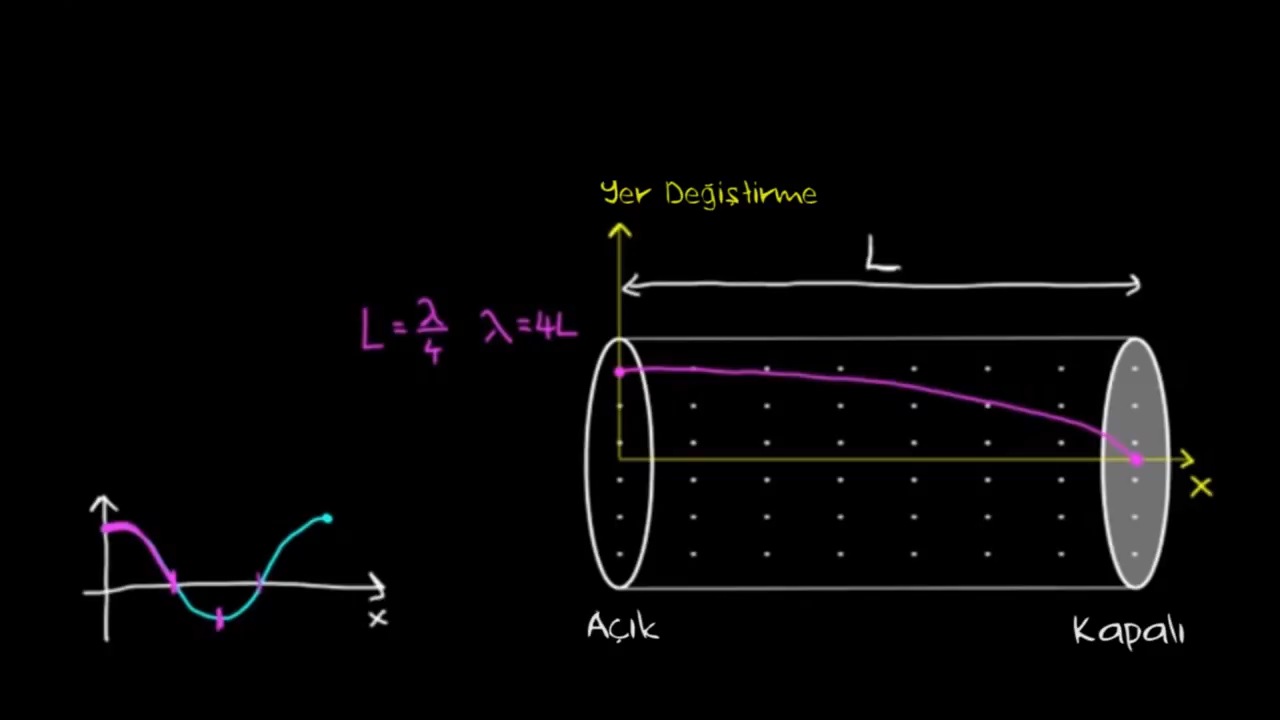 Yer Değiştirme
L
L = λ/4 λ = 4L
x
x
Açık
Kapalı